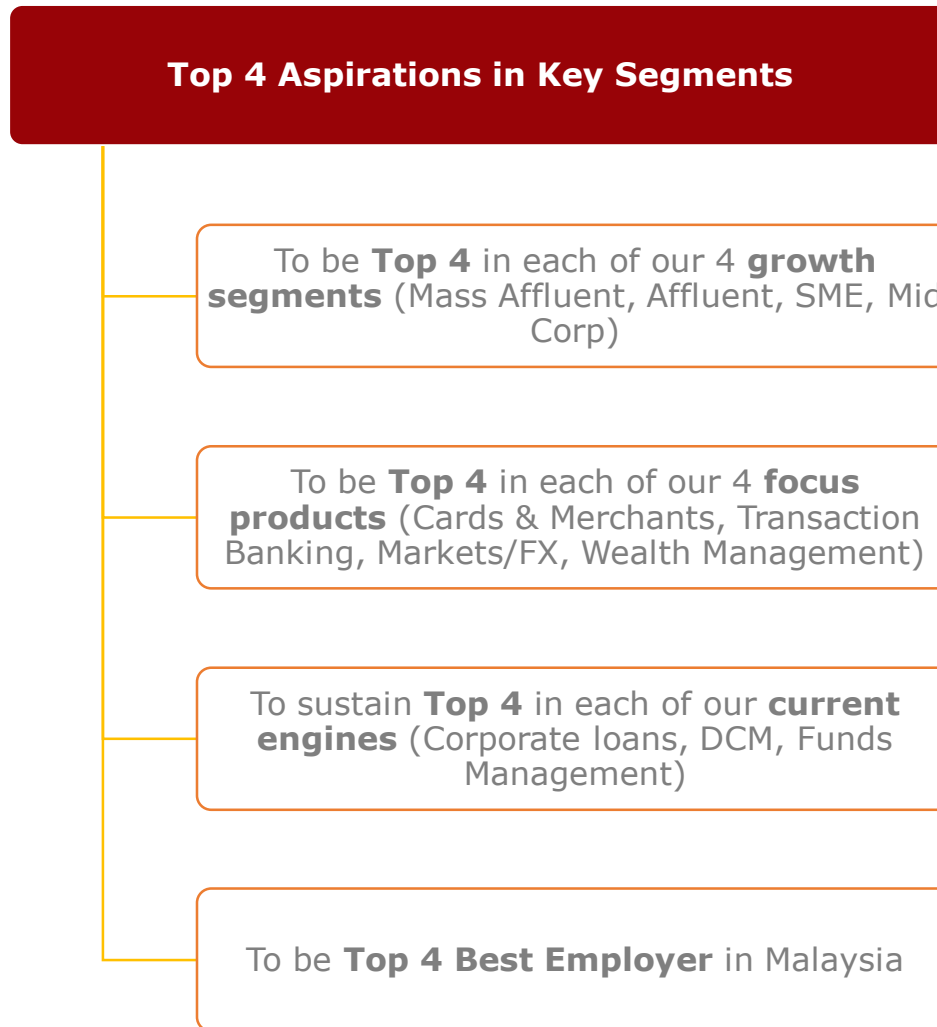 Top 4 Aspirations in Key Segments
To be Top 4 in each of our 4 growth
segments (Mass Affluent, Affluent, SME, Mid
Corp)
To be Top 4 in each of our 4 focus
products (Cards & Merchants, Transaction
Banking, Markets/FX, Wealth Management)
To sustain Top 4 in each of our current
engines (Corporate loans, DCM, Funds
Management)
To be Top 4 Best Employer in Malaysia